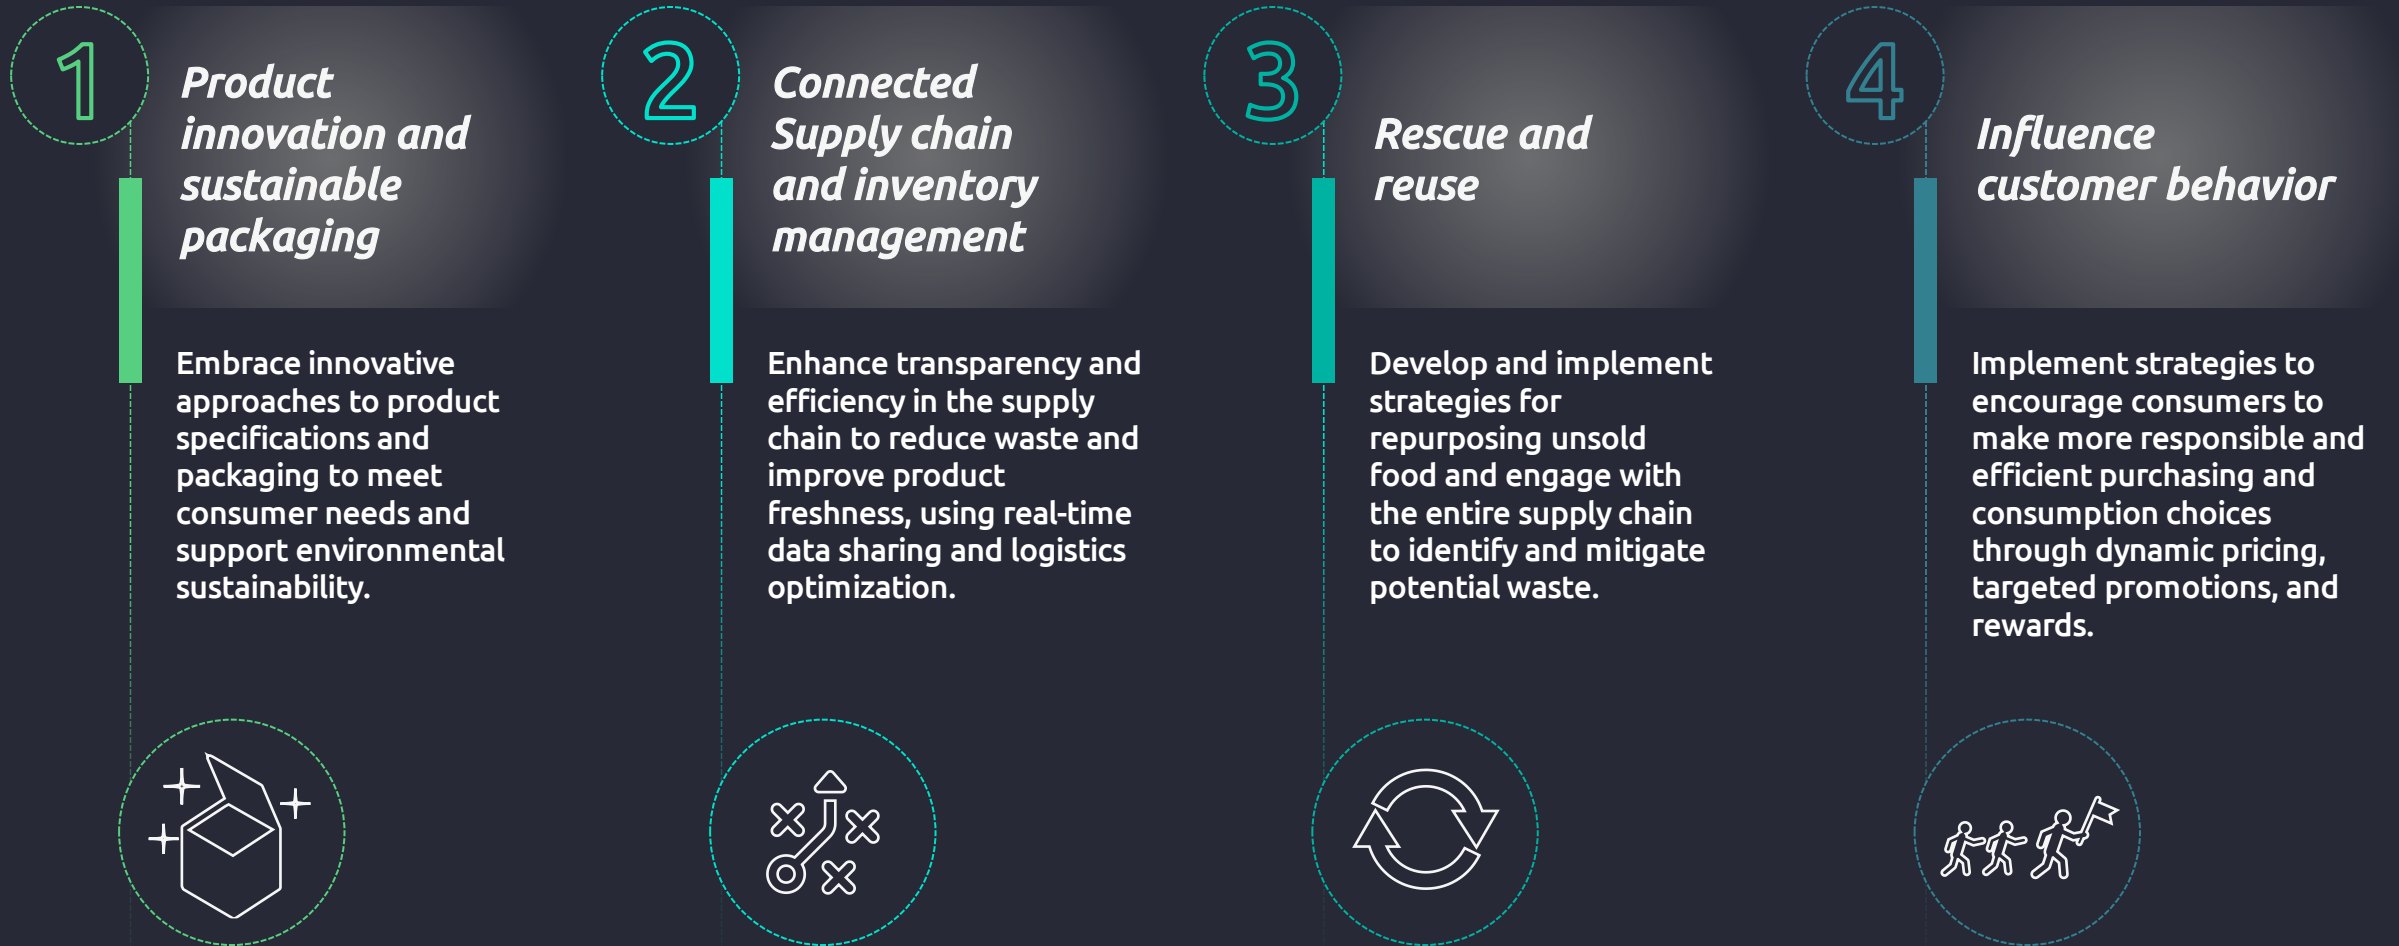 1
Product
innovation and
sustainable
packaging
Embrace innovative
approaches to product
specifications and
packaging to meet
consumer needs and
support environmental
sustainability.
2
Connected
Supply chain
and inventory
management
Enhance transparency and
efficiency in the supply
chain to reduce waste and
improve product
freshness, using real-time
data sharing and logistics
optimization.
3
Rescue and
reuse
Develop and implement
strategies for
repurposing unsold
food and engage with
the entire supply chain
to identify and mitigate
potential waste.
4
Influence
customer behavior
Implement strategies to
encourage consumers to
make more responsible and
efficient purchasing and
consumption choices
through dynamic pricing,
targeted promotions, and
rewards.